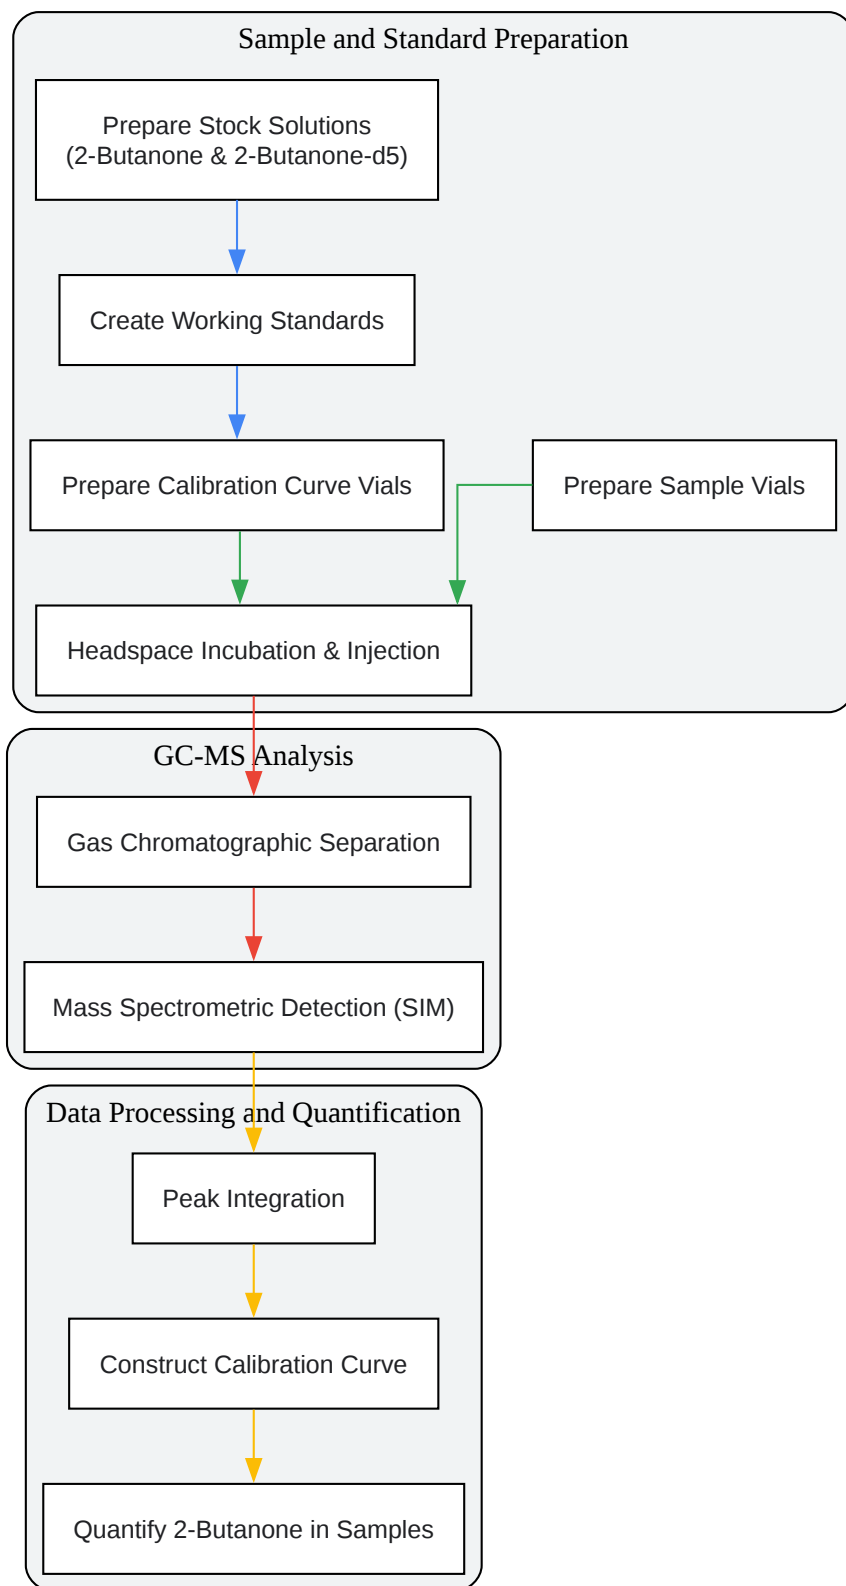 Sample and Standard Preparation
Prepare Stock Solutions
(2-Butanone & 2-Butanone-d5)
Create Working Standards
Prepare Calibration Curve Vials
Prepare Sample Vials
Headspace Incubation & Injection
GC-MS Analysis
Gas Chromatographic Separation
Mass Spectrometric Detection (SIM)
Data Processing and Quantification
Peak Integration
Construct Calibration Curve
Quantify 2-Butanone in Samples